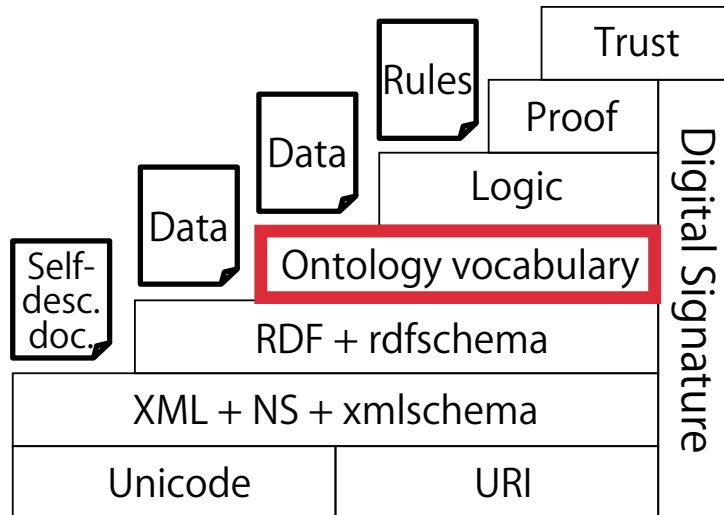 Trust
Rules
Proof
Data
Logic
Digital Signature
Data
Ontology vocabulary
Self-
desc.
doc.
RDF + rdfschema
XML + NS + xmlschema
Unicode
URI